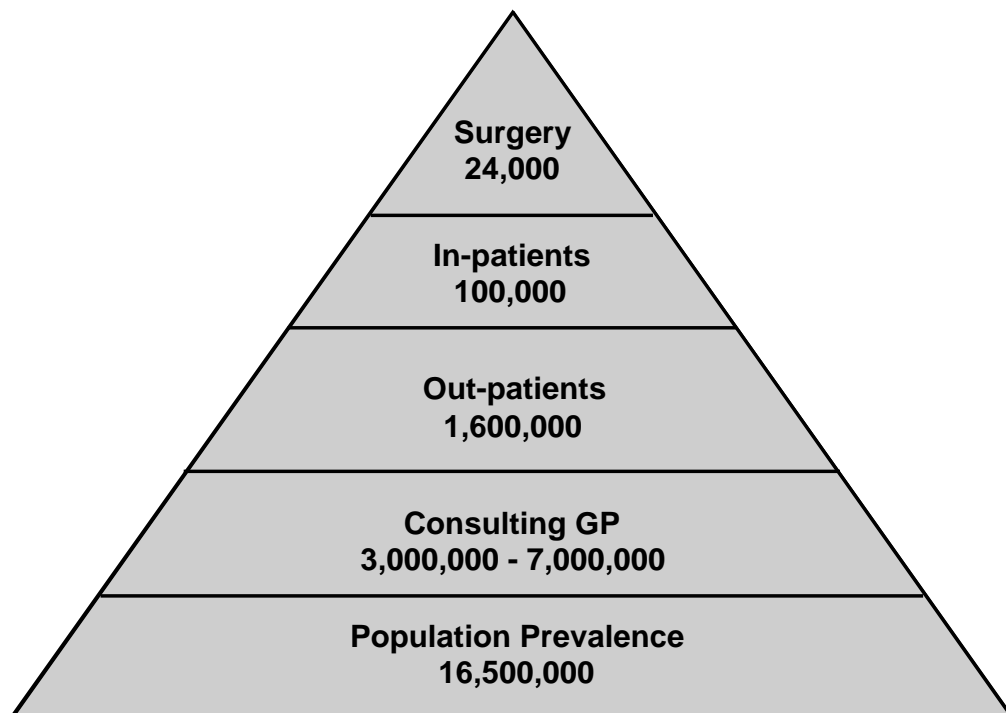 Surgery
24,000
In-patients
100,000
Out-patients
1,600,000
Consulting GP
3,000,000 - 7,000,000
Population Prevalence
16,500,000